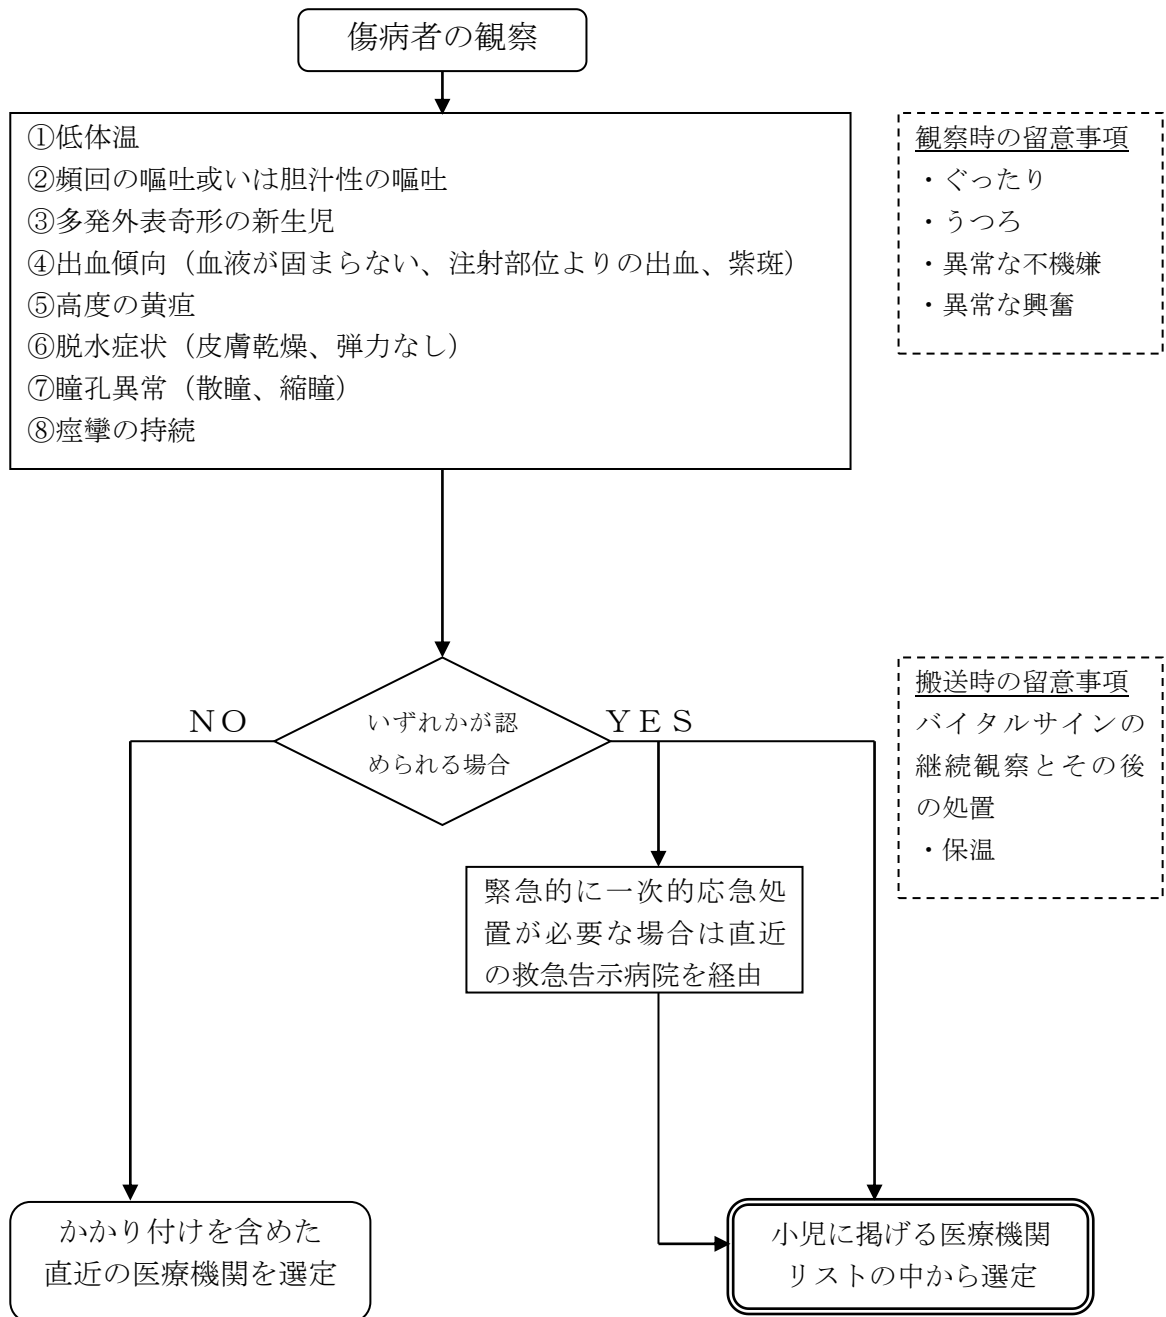 傷病者の観察
①低体温
②頻回の嘔吐或いは胆汁性の嘔吐
③多発外表奇形の新生児
④出血傾向（血液が固まらない、注射部位よりの出血、紫斑）
⑤高度の黄疸
⑥脱水症状（皮膚乾燥、弾力なし）
⑦瞳孔異常（散瞳、縮瞳）
⑧痙攣の持続
観察時の留意事項
・ぐったり
・うつろ
・異常な不機嫌
・異常な興奮
いずれかが認
められる場合
ＮＯ
ＹＥＳ
搬送時の留意事項
バイタルサインの
継続観察とその後
の処置
・保温
緊急的に一次的応急処
置が必要な場合は直近
の救急告示病院を経由
かかり付けを含めた
直近の医療機関を選定
小児に掲げる医療機関
リストの中から選定